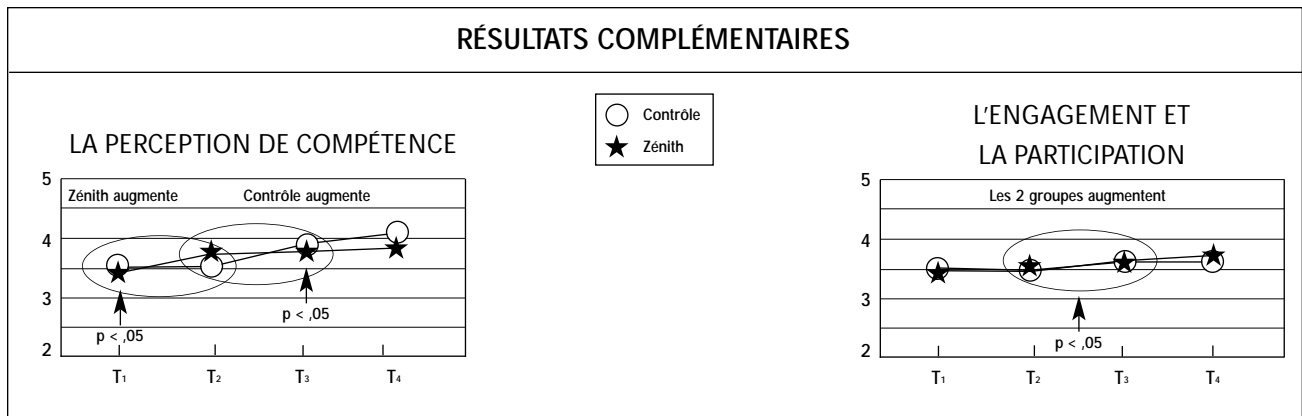 RÉSULTATS COMPLÉMENTAIRES
Contrôle
Zénith
LA PERCEPTION DE COMPÉTENCE
5
Zénith augmente
Contrôle augmente
4
3
p < ,05
p < ,05
2
T1
T2
T3
T4
L'ENGAGEMENT ET
LA PARTICIPATION
5
Les 2 groupes augmentent
4
3
p < ,05
2
T1
T2
T3
T4